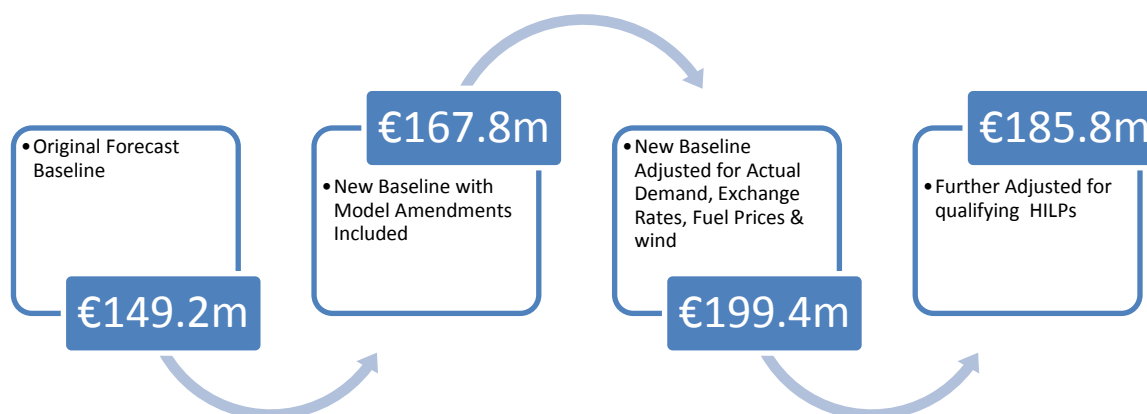 •Original Forecast
Baseline
€149.2m
€167.8m
•New Baseline with
Model Amendments
Included
•New Baseline
Adjusted for Actual
Demand, Exchange
Rates, Fuel Prices &
wind
€199.4m
€185.8m
•Further Adjusted for
qualifying HILPs